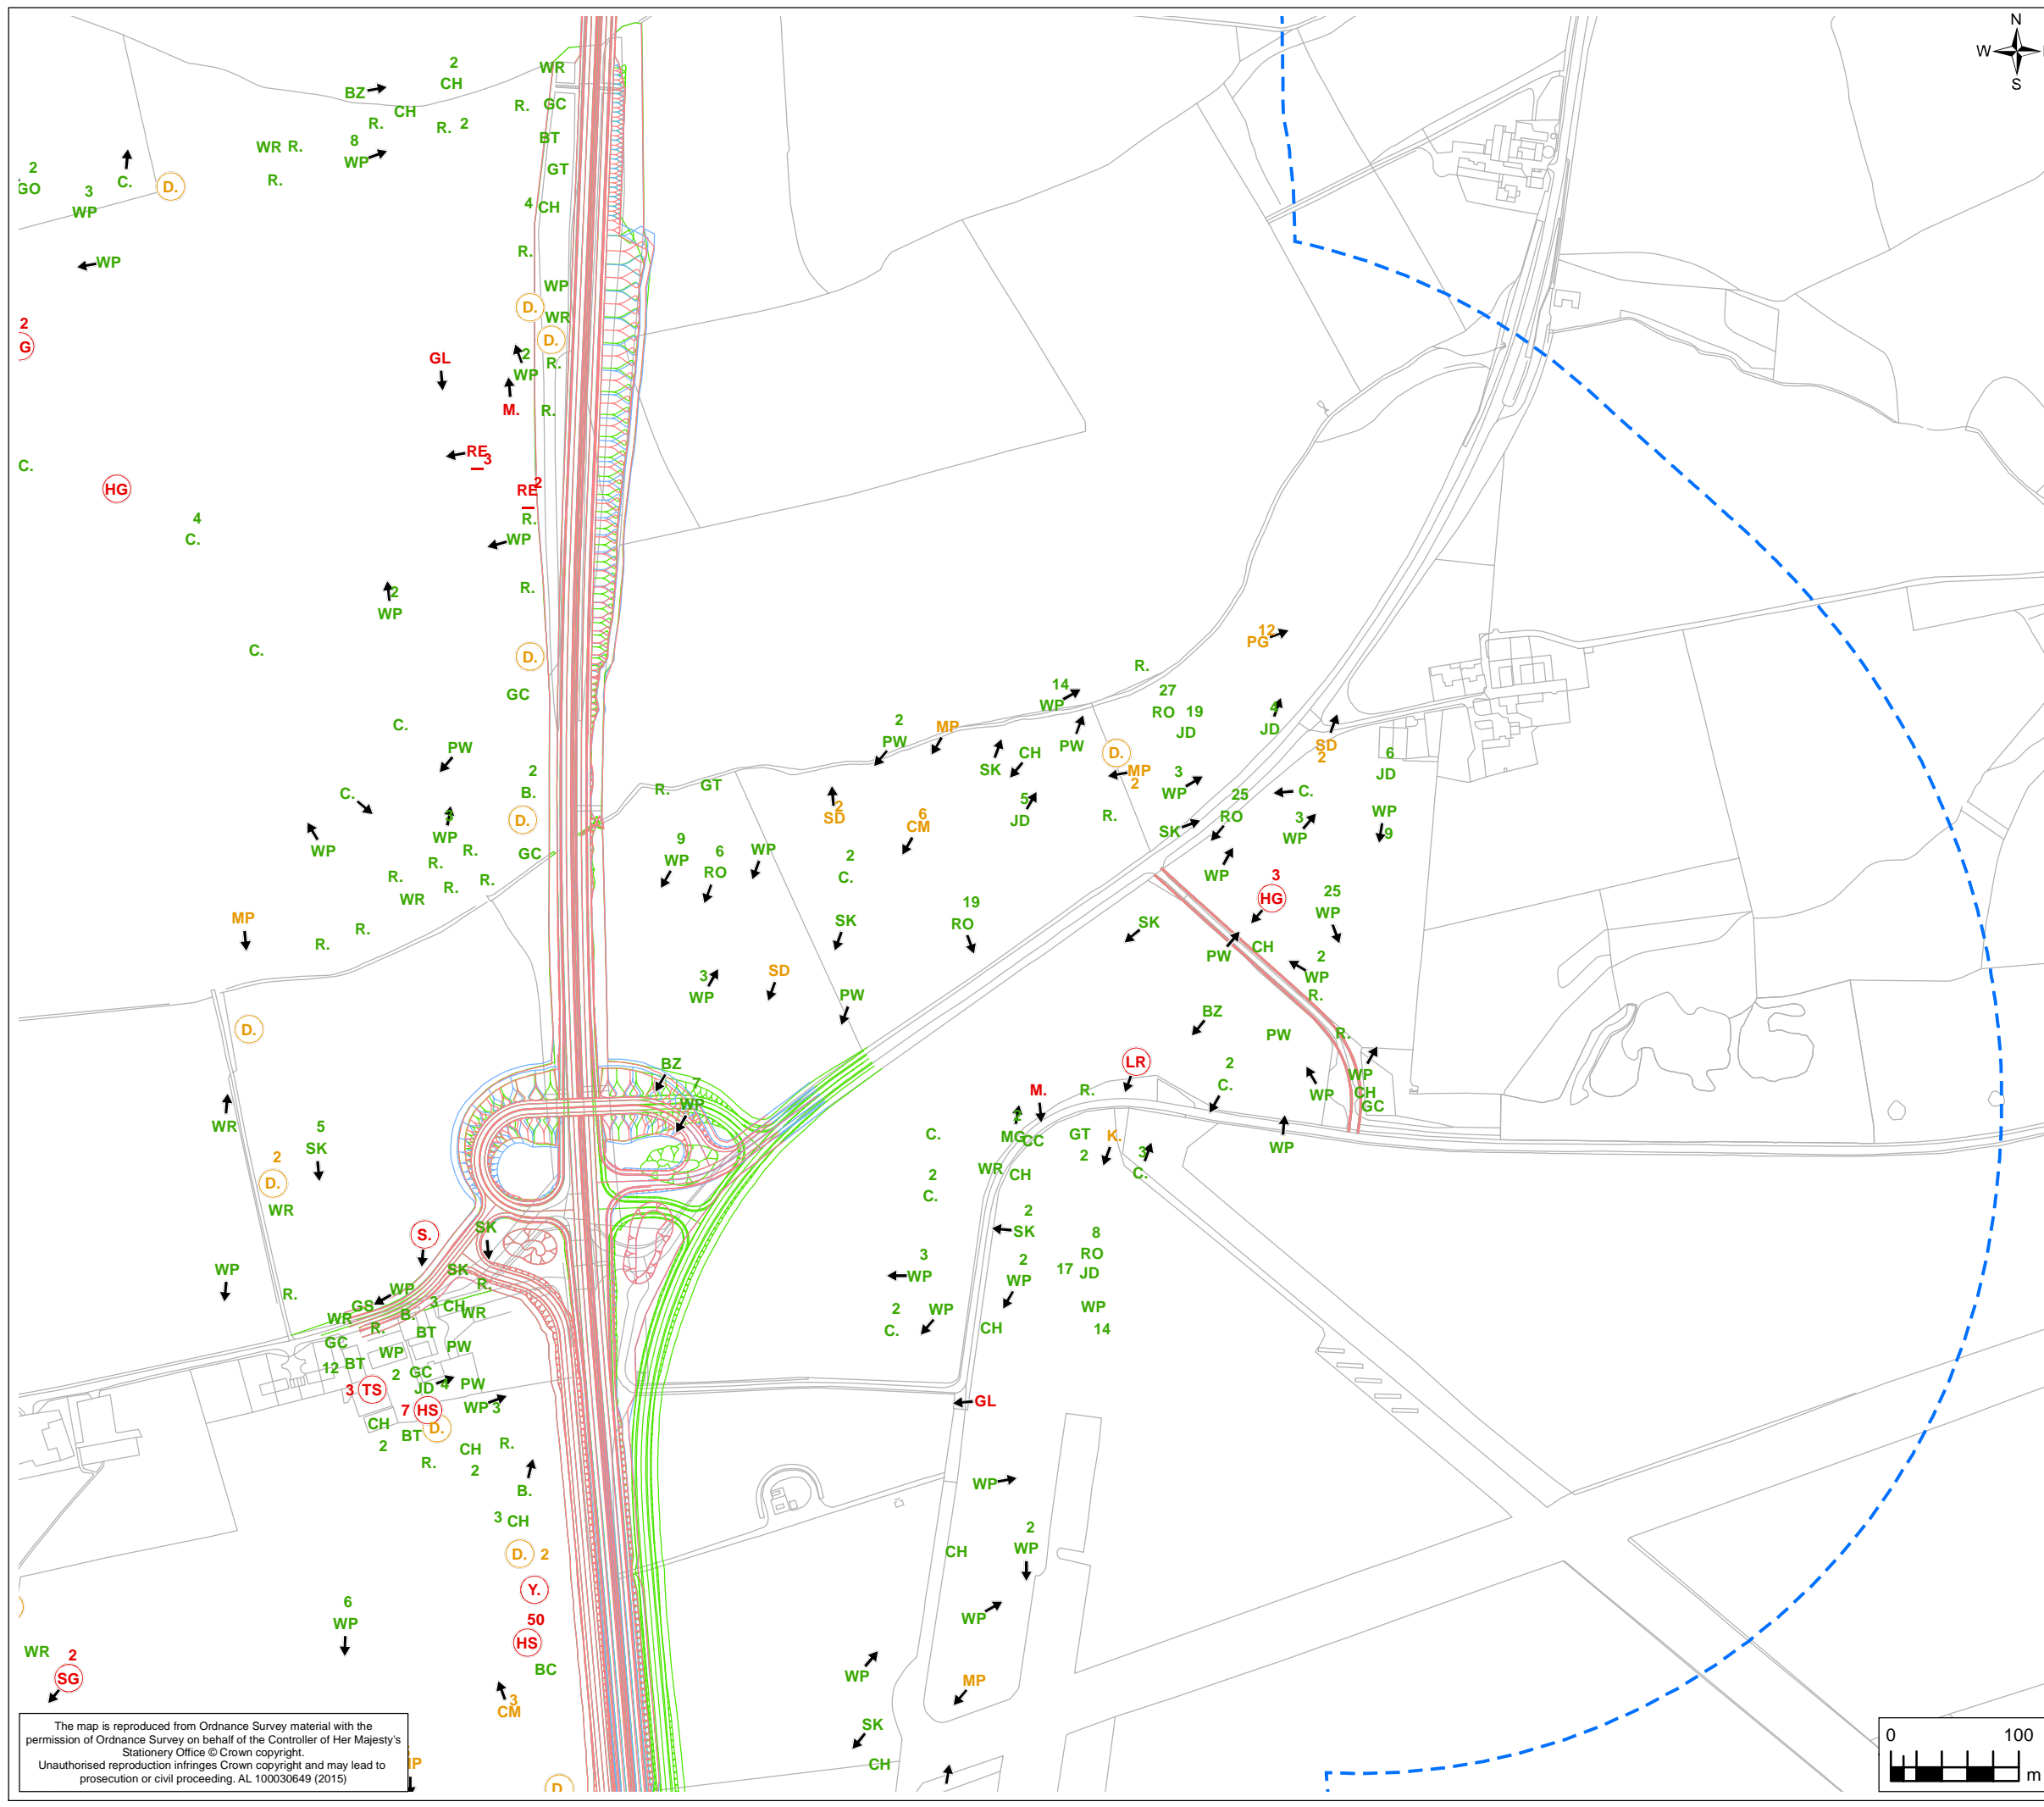 N
W
S
2
CH
WR
BZ
CH
R.
GC
R.
R. 2
BT
WR R.
8
WP
GT
2
GO
C.
D.
R.
3
WP
4 CH
R.
WP
WP
D.
WR
2
G
D.
GL
2
WP
R.
M.
R.
RE
3
C.
HG
RE
2
4
C.
R.
WP
R.
2
WP
C.
12
PG
D.
R.
GC
14
WP
27
RO
19
JD
4
JD
C.
PW
2
PW
MP
PW
SD
2
CH
SK
D.
MP
2
6
JD
2
B.
R.
GT
3
WP
C.
C.
25
RO
5
JD
R.
2
SD
6
CM
D.
3
WP
WP
SK
3
WP
WP
9
9
WP
6
RO
WP
2
C.
GC
R.
R.
R.
R.
R.
WR
WP
3
HG
25
WP
MP
R.
R.
SK
19
RO
SK
PW
CH
2
WP
3
WP
SD
PW
R.
BZ
PW
R.
D.
BZ
7
WP
LR
2
C.
WP
CH
GC
WP
M.
R.
WR
5
SK
2
MG
CC
C.
GT
2
K.
3
C.
WP
2
D.
WR
2
C.
WR
CH
S.
SK
2
SK
8
RO
17 JD
WP
SK
R.
3
WP
2
WP
WP
14
R.
WP
GS
WR
B.
3 CH
WR
2
C.
WP
CH
R.
GC
BT
WP
PW
12 BT
2
GC
JD 4
PW
3 TS
WP 3
7 HS
GL
CH
2
BT
D.
CH
2
R.
R.
B.
WP
3 CH
2
WP
CH
D. 2
Y.
50
HS
6
WP
WP
WR
2
SG
BC
WP
MP
3
CM
SK
CH
D.
The map is reproduced from Ordnance Survey material with the
permission of Ordnance Survey on behalf of the Controller of Her Majesty's
Stationery Office © Crown copyright.
Unauthorised reproduction infringes Crown copyright and may lead to
prosecution or civil proceeding. AL 100030649 (2015)
0 100
m